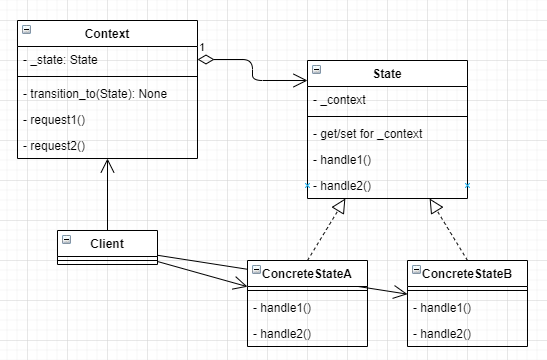 Context
- _state: State
- transition_to(State): None
- request1()
- request2()
1
State
- _context
- get/set for _context
- handle1()
- handle2()
Client
ConcreteStateA
- handle1()
- handle2()
ConcreteStateB
- handle1()
- handle2()